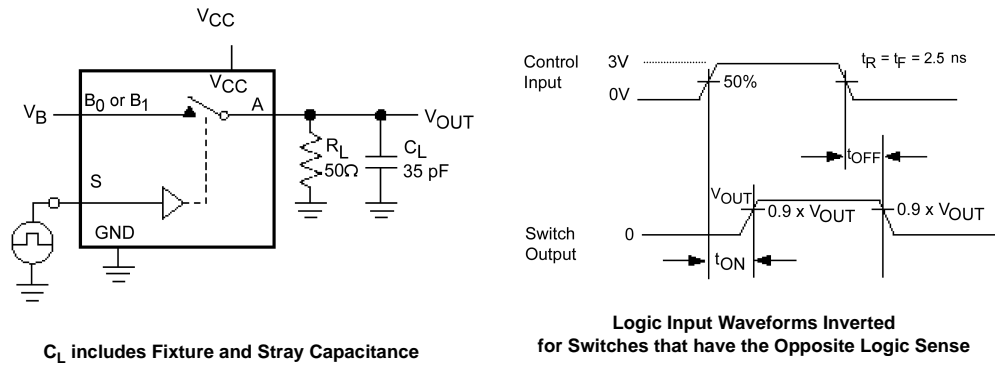 VCC
VCC
B0 or B1
A
VB
VOUT
RL
50Ω
CL
35 pF
S
GND
CL includes Fixture and Stray Capacitance
Control
Input
3V
0V
50%
tR = tF = 2.5 ns
tOFF
VOUT
0.9 x VOUT
0.9 x VOUT
Switch
Output
0
tON
Logic Input Waveforms Inverted
for Switches that have the Opposite Logic Sense